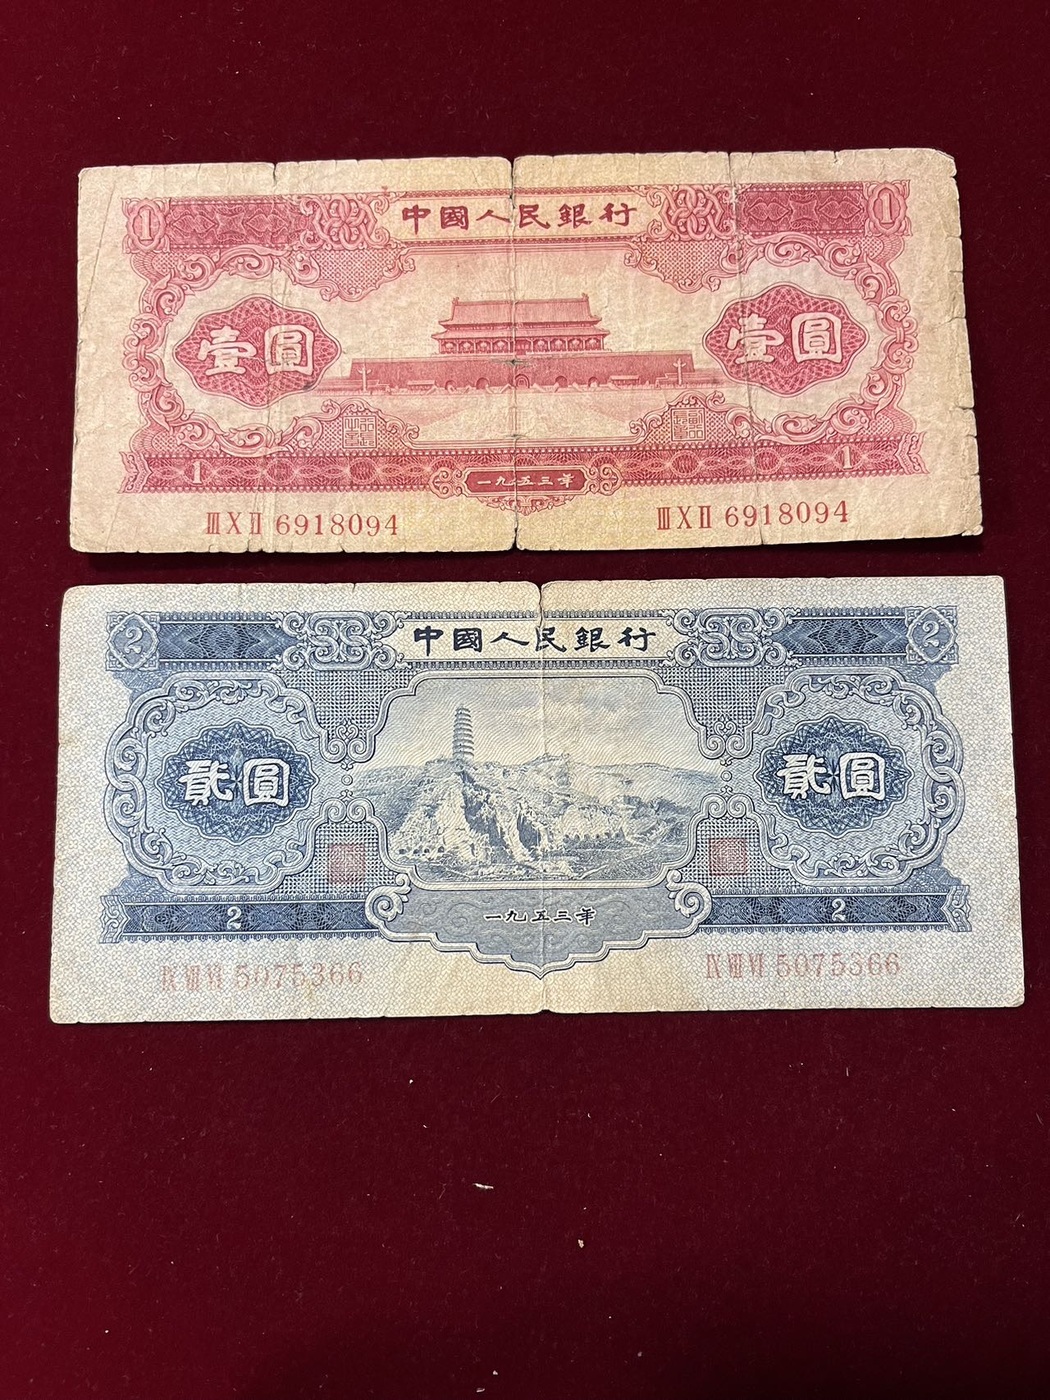 1 中國人民銀行 1
壹圓 壹圓
1 一九五三年 1
ⅢⅩⅡ 6918094 ⅢⅩⅡ 6918094
2 中國人民銀行 2
貳圓 貳圓
2 一九五三年 2
ⅨⅧⅥ 5075366 ⅨⅧⅥ 5075366